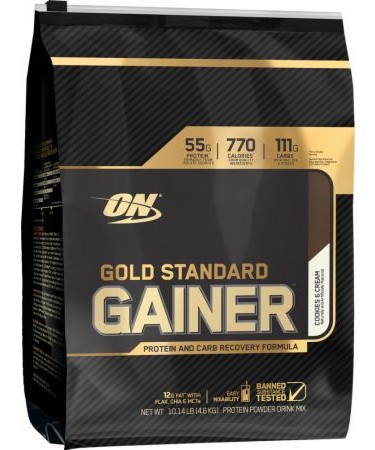 55G
PROTEIN
770
CALORIES
111G
CARBS
ON
GOLD STANDARD
GAINER
PROTEIN AND CARB RECOVERY FORMULA
COOKIES & CREAM
12G FAT WITH
FLAX, CHIA & MCTs
EASY
MIXABILITY
BANNED
SUBSTANCE
TESTED
NET WT 10.14 LB (4.6 KG) PROTEIN POWDER DRINK MIX